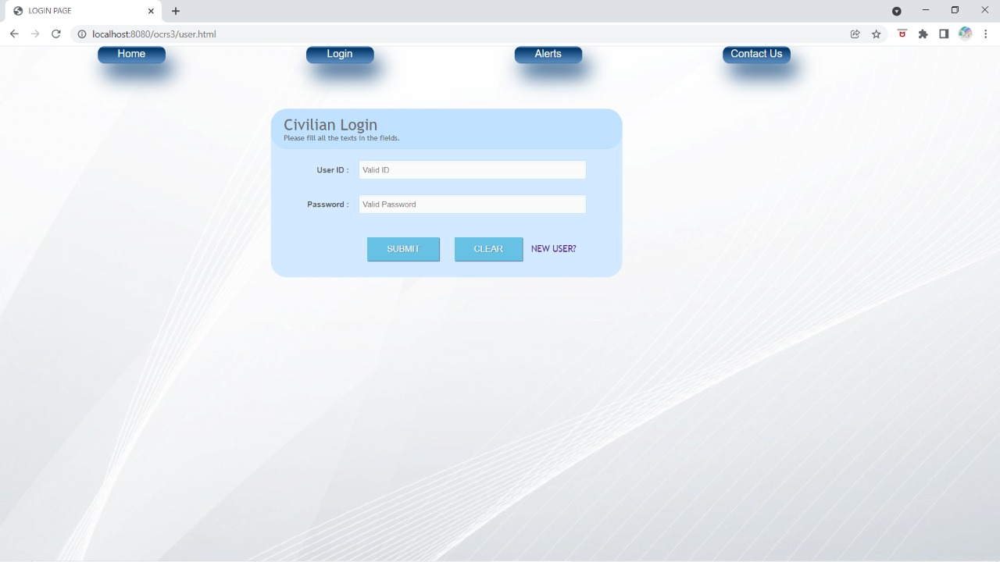 LOGIN PAGE
localhost:8080/ocrs3/user.html
Home Login Alerts Contact Us
Civilian Login
Please fill all the texts in the fields.
User ID : Valid ID
Password : Valid Password
SUBMIT CLEAR NEW USER?